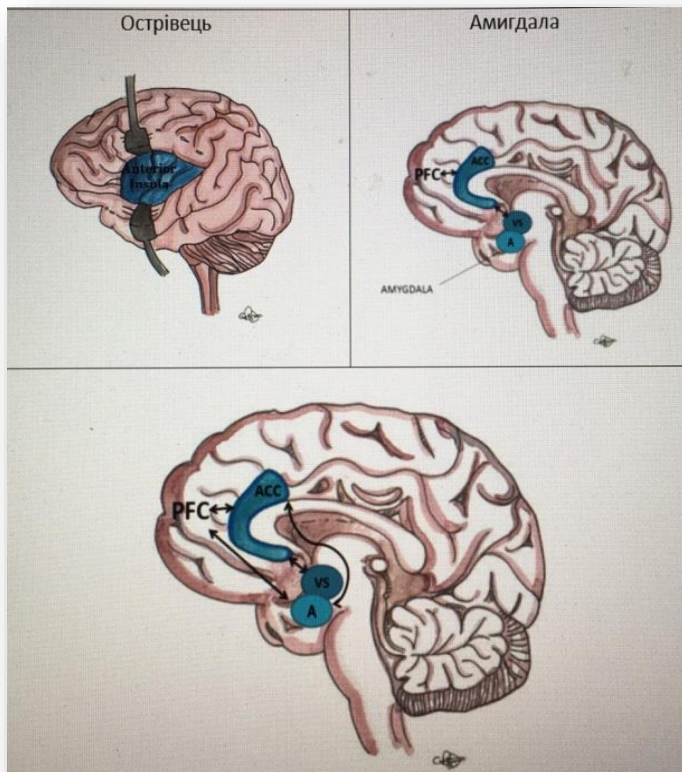 Острівець
Anterior
Insula
Амигдала
ACC
PFC
VS
A
AMYGDALA
ACC
PFC
VS
A